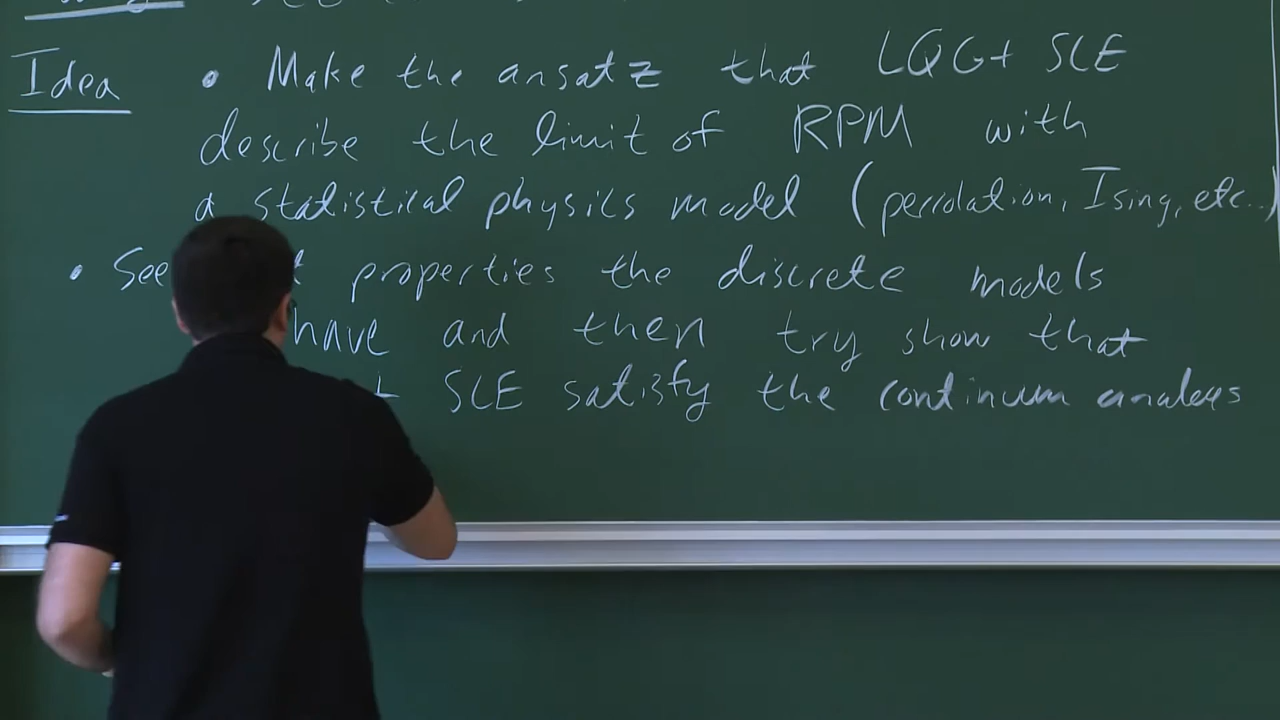 Idea • Make the ansatz that LQG + SLE
describe the limit of RPM with
a statistical physics model (percolation, Ising, etc...)
• See properties the discrete models
have and then try show that
+ SLE satisfy the continuum analogs